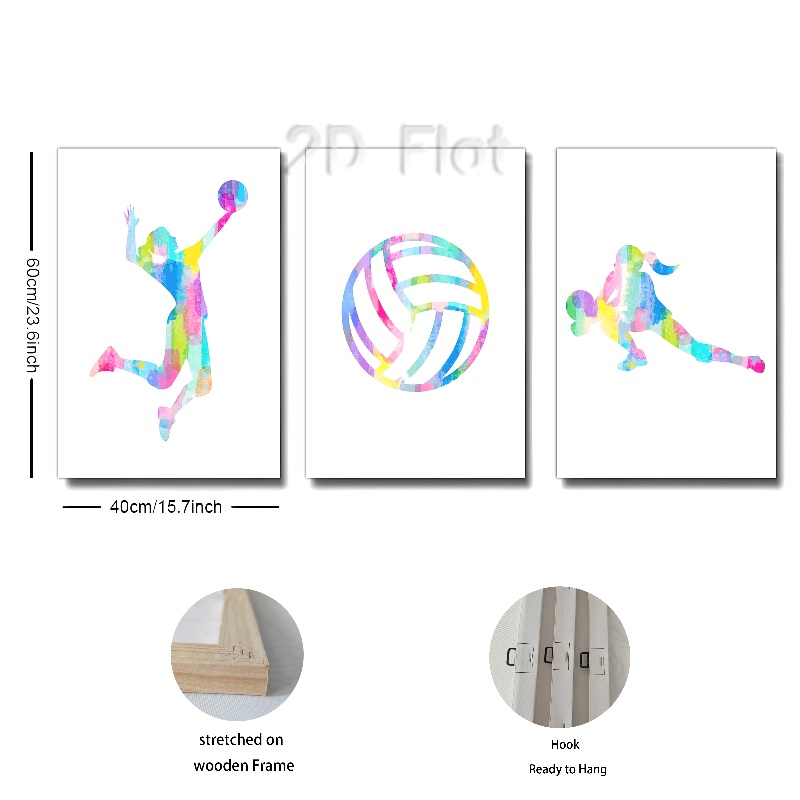 2D Flat
60cm/23.6inch
40cm/15.7inch
stretched on
wooden Frame
Hook
Ready to Hang